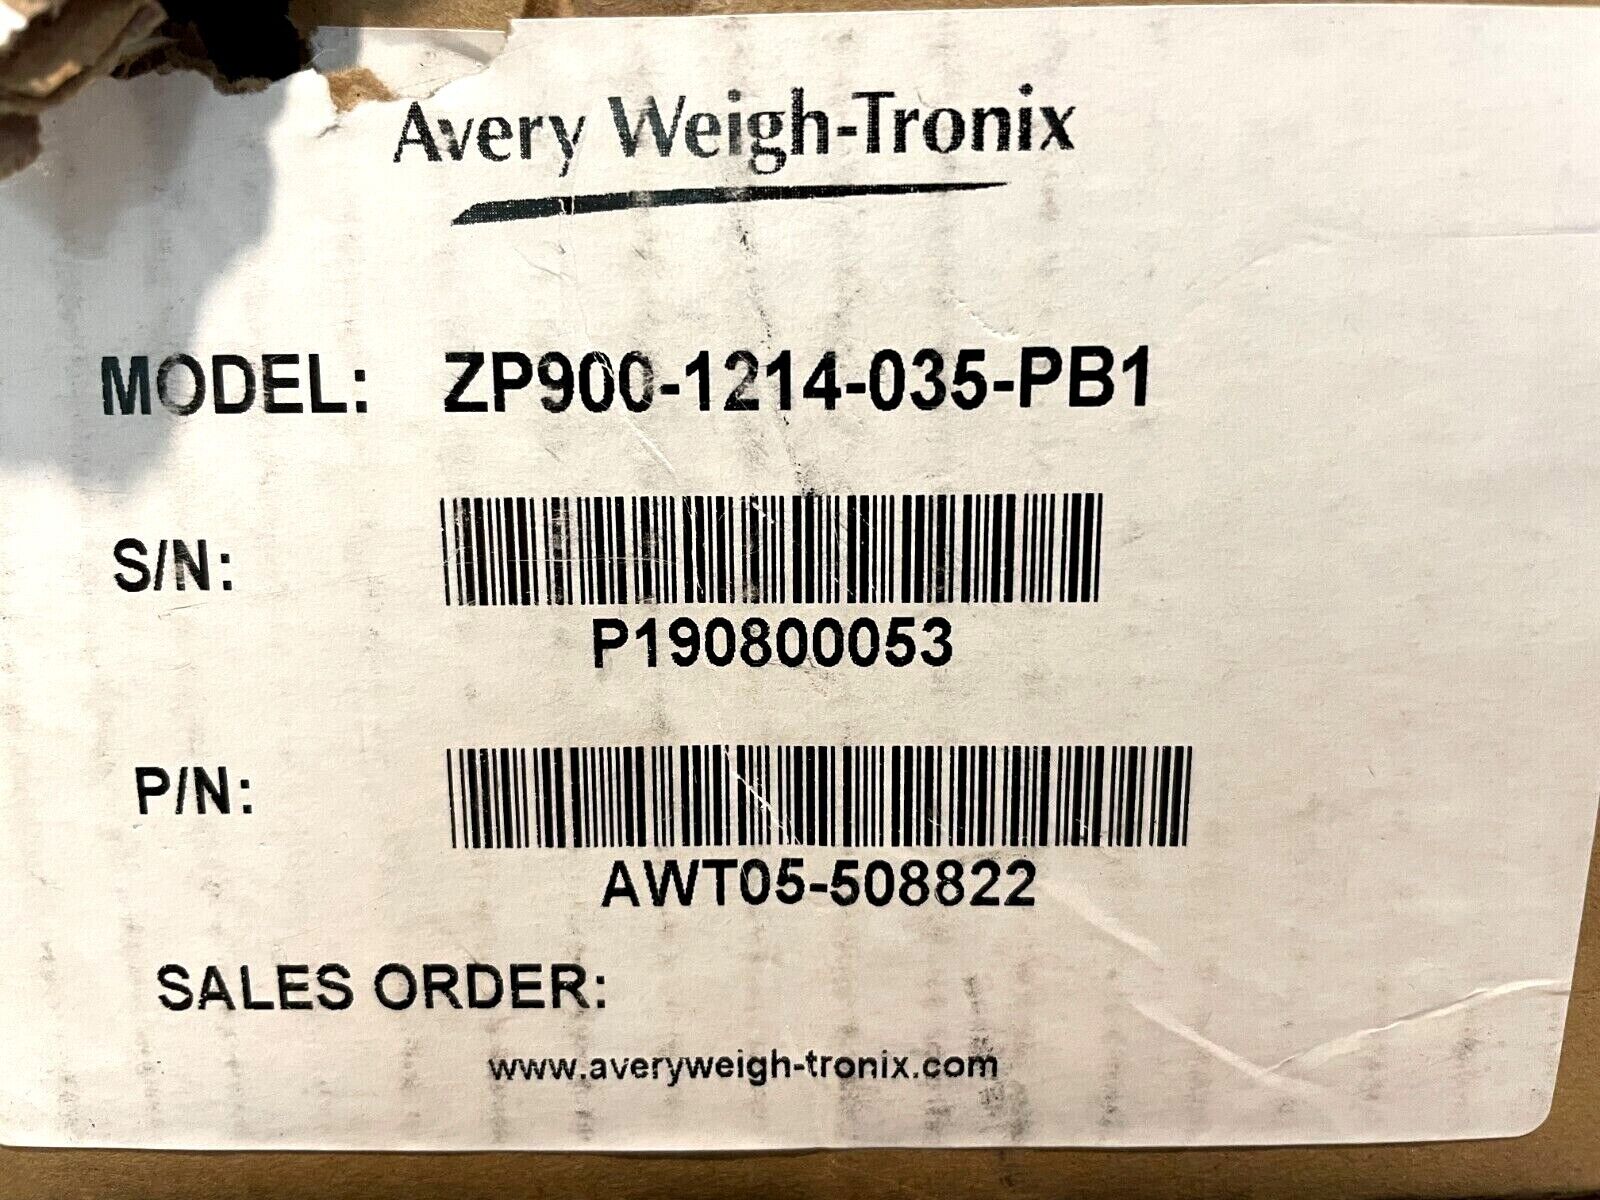 Avery Weigh-Tronix
MODEL: ZP900-1214-035-PB1
S/N:
P190800053
P/N:
AWT05-508822
SALES ORDER:
www.averyweigh-tronix.com